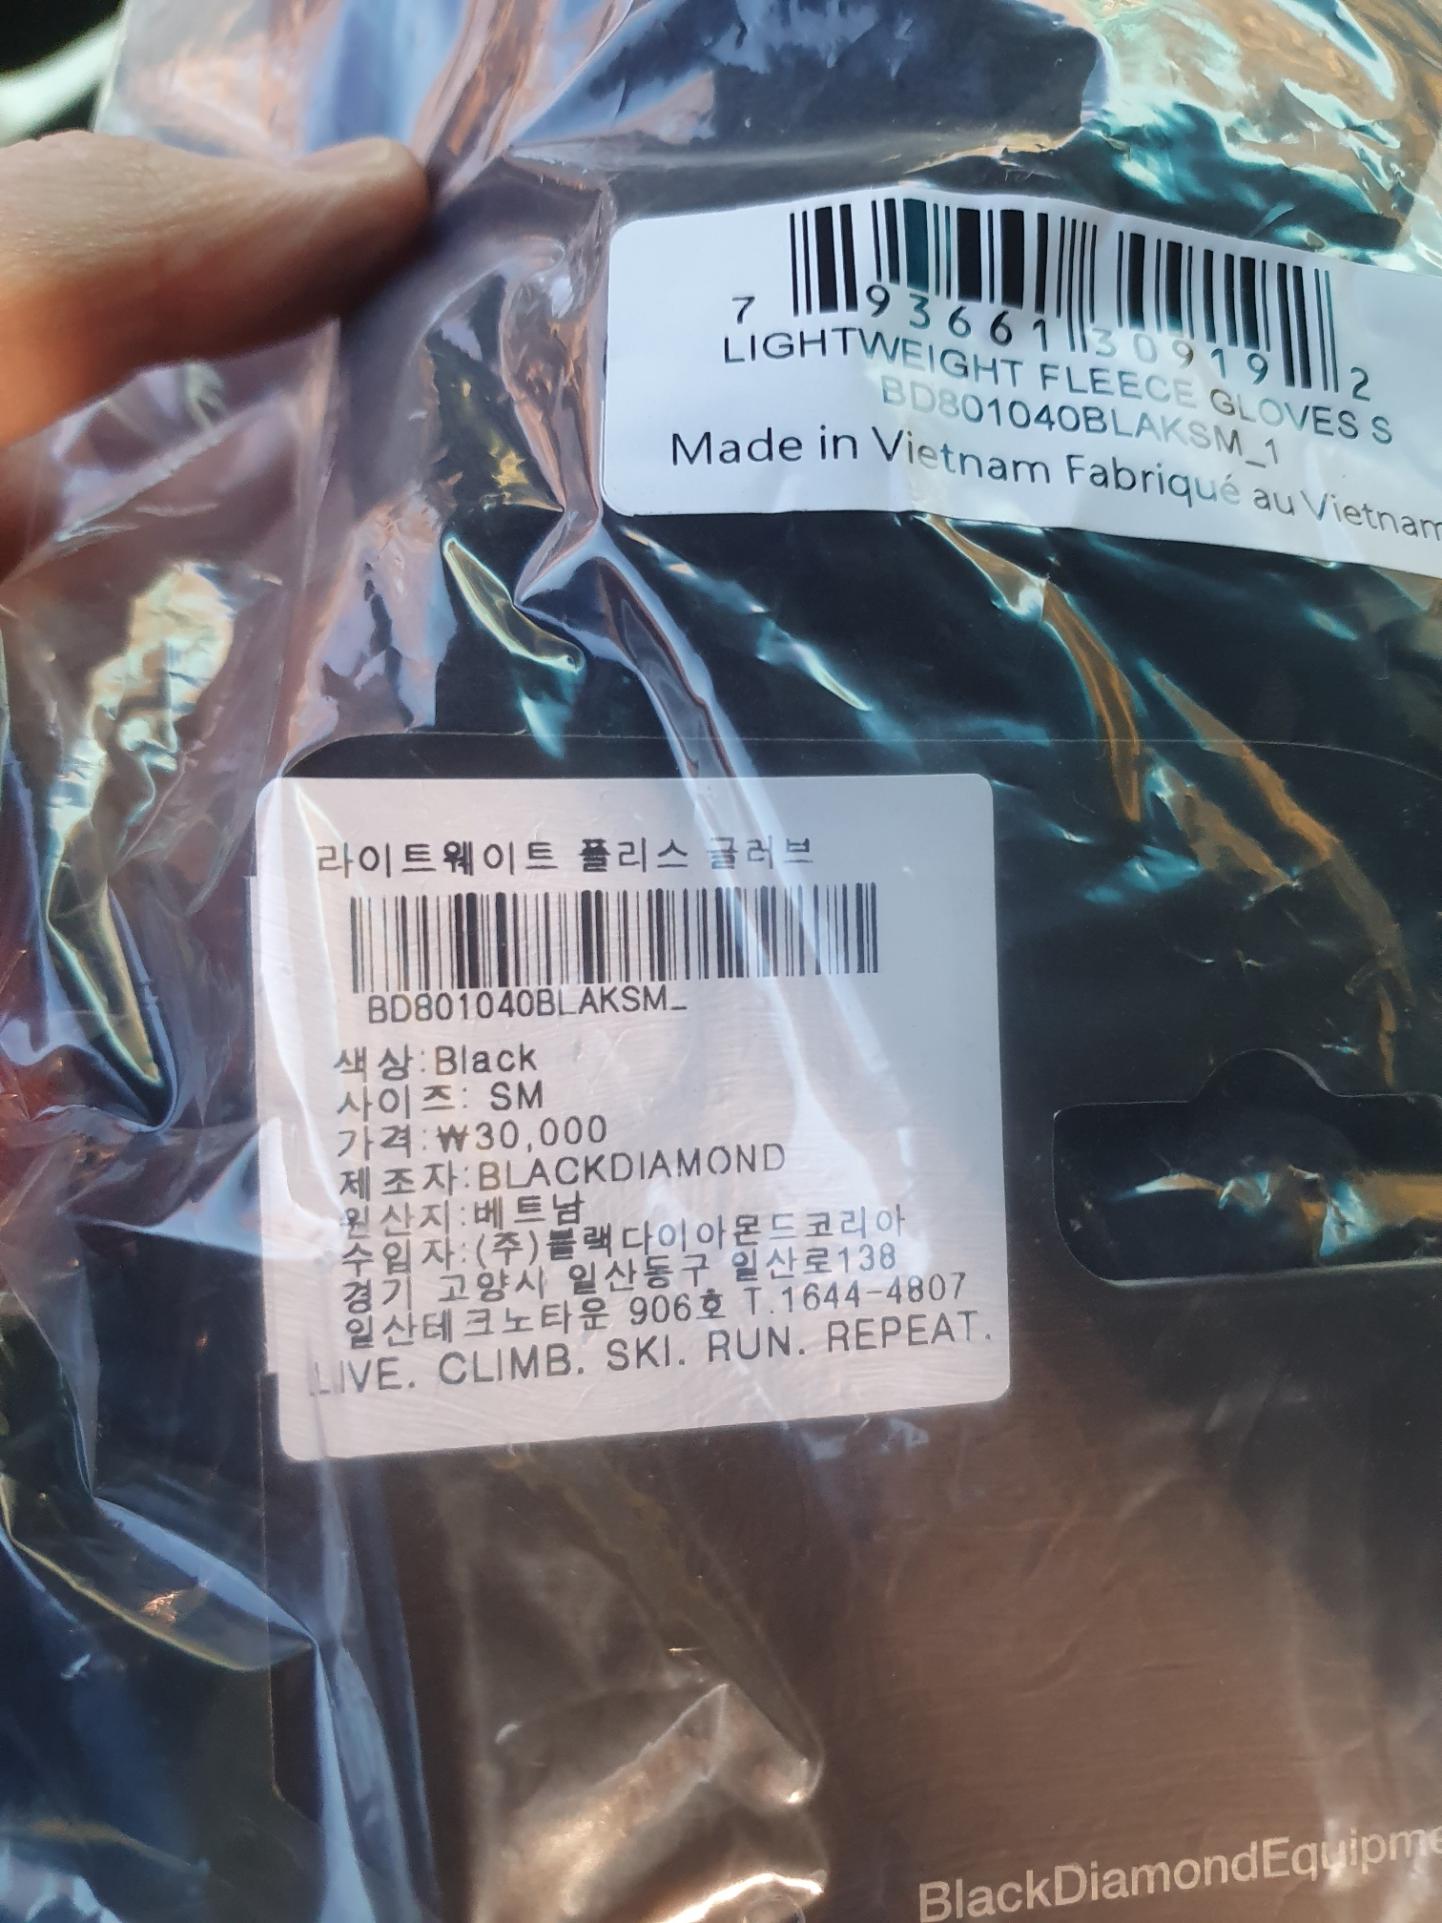 7 93661 30919 2
LIGHTWEIGHT FLEECE GLOVES S
BD801040BLAKSM_1
Made in Vietnam Fabriqué au Vietnam
라이트웨이트 플리스 글러브
BD801040BLAKSM_
색상:Black
사이즈: SM
가격:₩30,000
제조자:BLACKDIAMOND
원산지:베트남
수입자:(주)블랙다이아몬드코리아
경기 고양시 일산동구 일산로138
일산테크노타운 906호 T.1644-4807
LIVE. CLIMB. SKI. RUN. REPEAT.
BlackDiamondEquipme